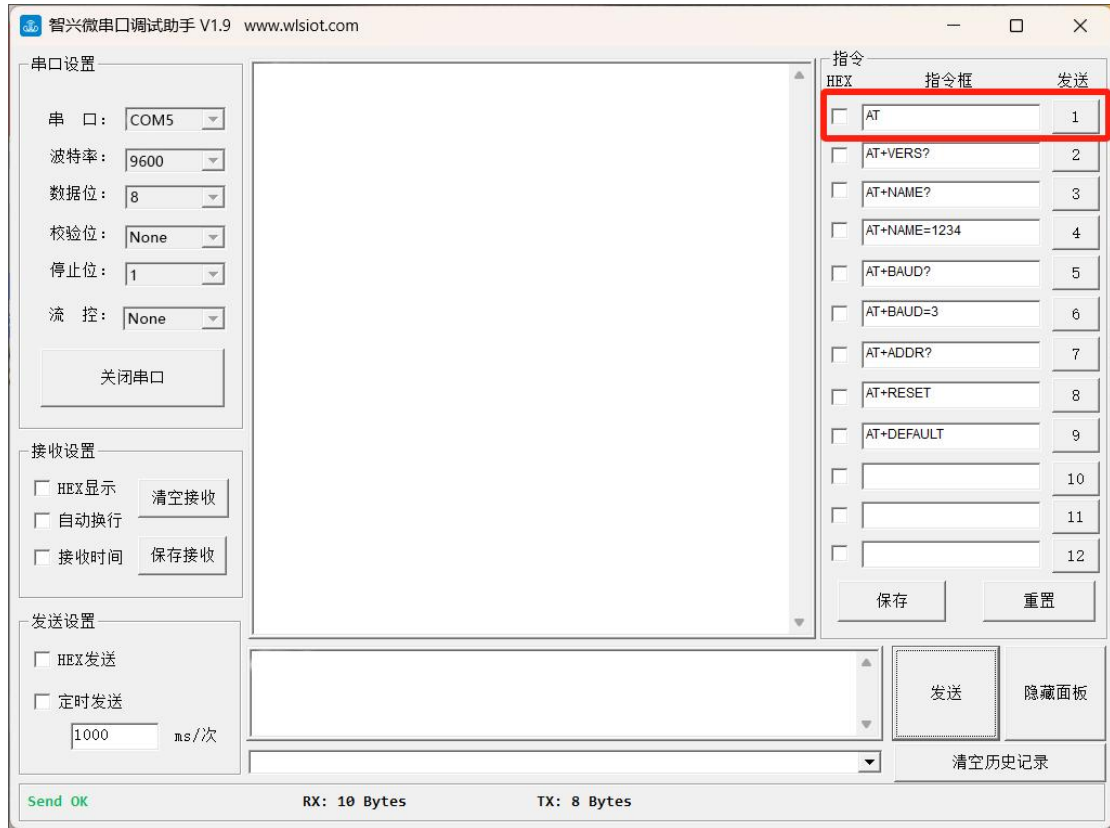 智兴微串口调试助手 V1.9 www.wlsiot.com
串口设置
串 口： COM5
波特率： 9600
数据位： 8
校验位： None
停止位： 1
流 控： None
关闭串口
接收设置
HEX显示
清空接收
自动换行
接收时间
保存接收
发送设置
HEX发送
定时发送
1000 ms/次
指令
HEX 指令框 发送
AT 1
AT+VERS? 2
AT+NAME? 3
AT+NAME=1234 4
AT+BAUD? 5
AT+BAUD=3 6
AT+ADDR? 7
AT+RESET 8
AT+DEFAULT 9
10
11
12
保存 重置
发送 隐藏面板
清空历史记录
Send OK RX: 10 Bytes TX: 8 Bytes